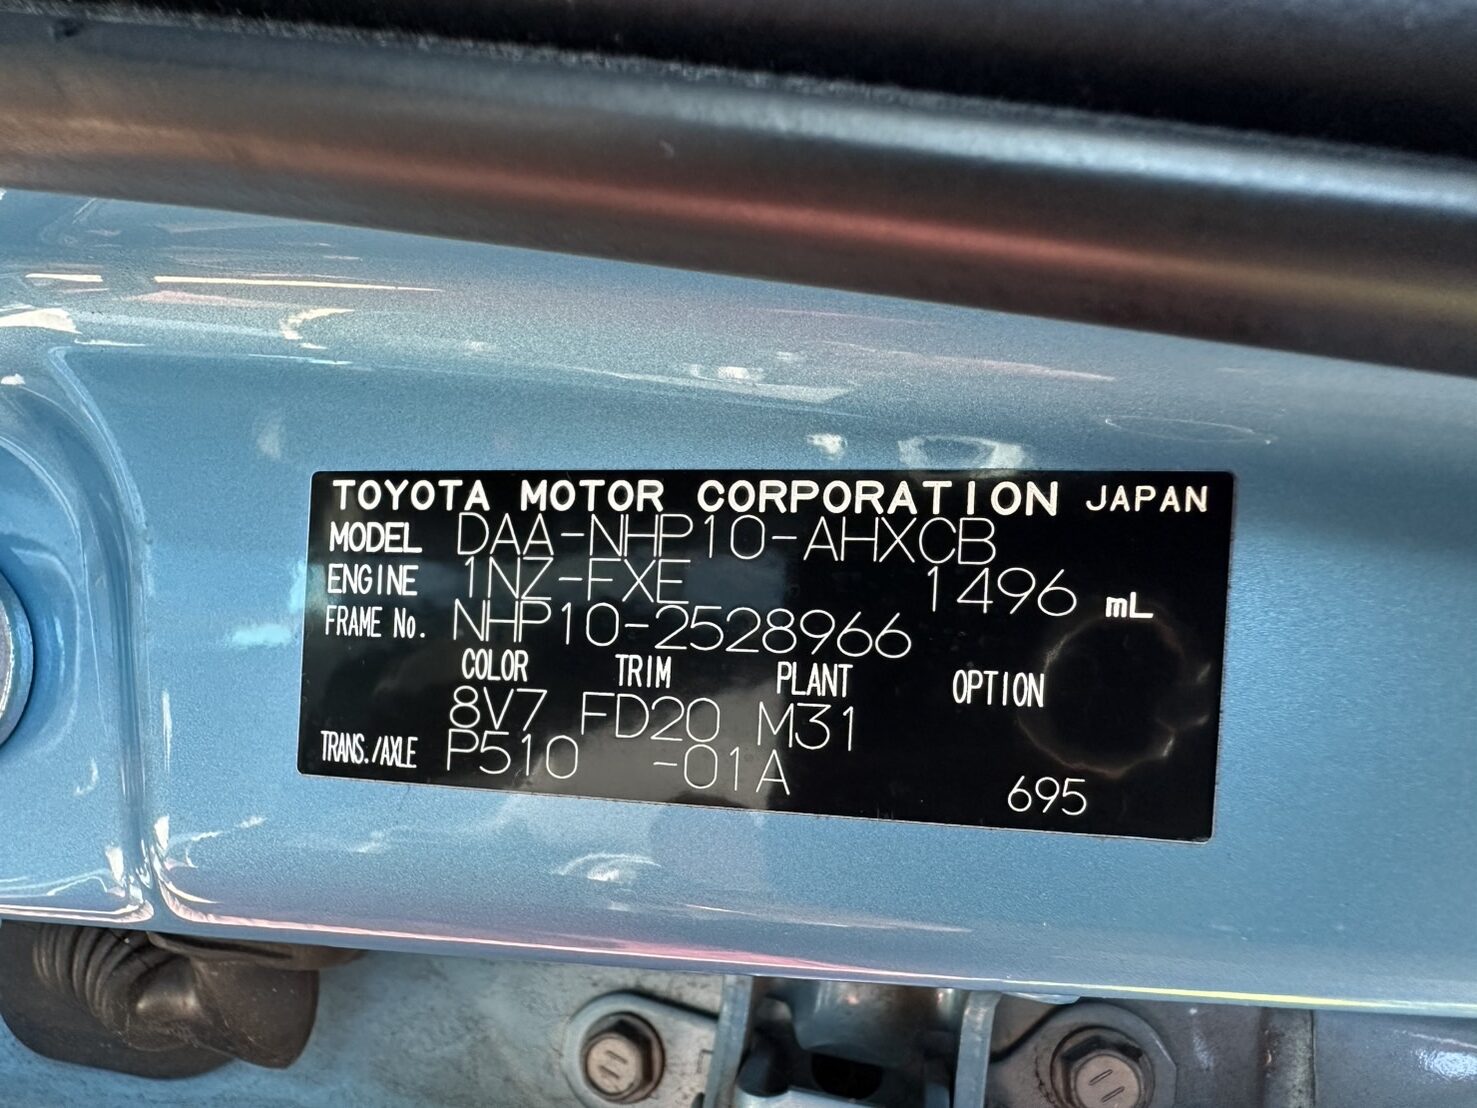 TOYOTA MOTOR CORPORATION JAPAN
MODEL DAA-NHP10-AHXCB
ENGINE 1NZ-FXE 1496 mL
FRAME No. NHP10-2528966
COLOR TRIM PLANT OPTION
8V7 FD20 M31
TRANS./AXLE P510 -01A
695